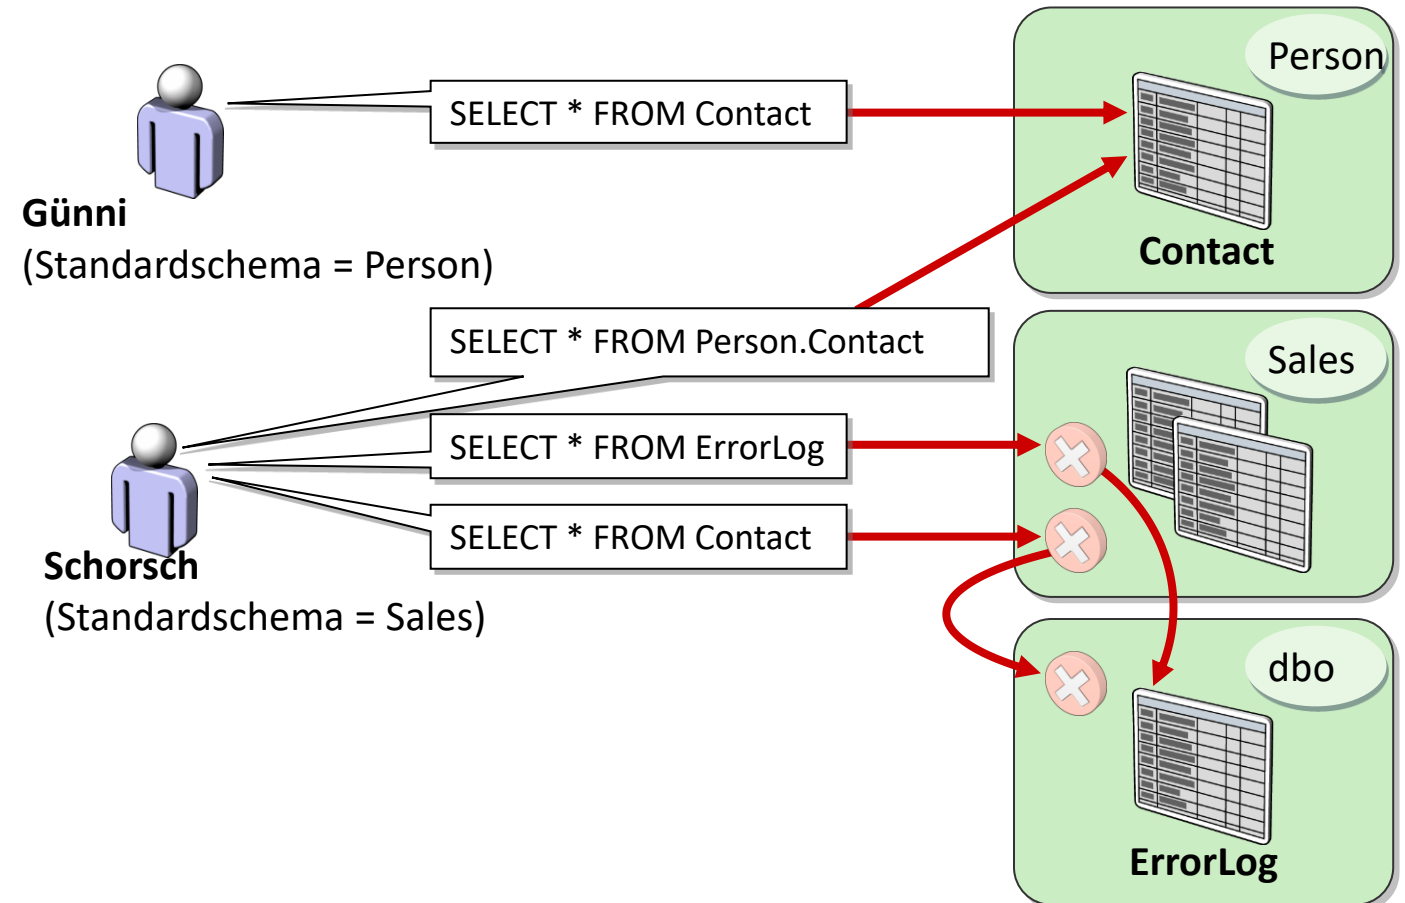 Person
SELECT * FROM Contact
Günni
(Standardschema = Person)
Contact
SELECT * FROM Person.Contact
Sales
SELECT * FROM ErrorLog
SELECT * FROM Contact
Schorsch
(Standardschema = Sales)
dbo
ErrorLog